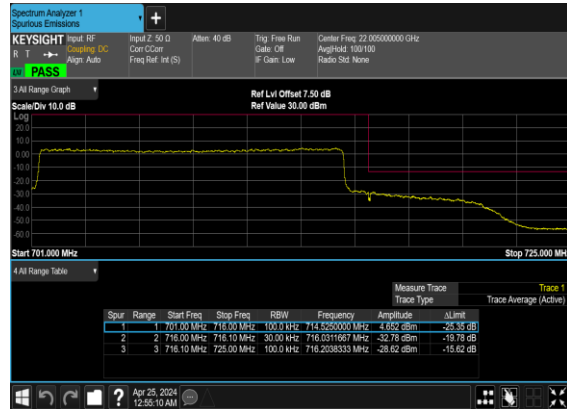 Spectrum Analyzer 1
Spurious Emissions
+
KEYSIGHT Input: RF Input Z: 50 Ω Atten: 40 dB Trig: Free Run Center Freq: 22.005000000 GHz
R T Coupling: DC Corr CCorr Gate: Off Avg|Hold: 100/100
Align: Auto Freq Ref: Int (S) IF Gain: Low Radio Std: None
PASS
3 All Range Graph
Ref Lvl Offset 7.50 dB
Scale/Div 10.0 dB Ref Value 30.00 dBm
Log
20.0
10.0
0.00
-10.0
-20.0
-30.0
-40.0
-50.0
-60.0
Start 701.000 MHz Stop 725.000 MH
4 All Range Table
Measure Trace Trace 1
Trace Type Trace Average (Active)
Spur Range Start Freq Stop Freq RBW Frequency Amplitude ΔLimit
1 1 701.00 MHz 716.00 MHz 100.0 kHz 714.5250000 MHz 4.652 dBm -25.35 dB
2 2 716.00 MHz 716.10 MHz 30.00 kHz 716.0311667 MHz -32.78 dBm -19.78 dB
3 3 716.10 MHz 725.00 MHz 100.0 kHz 716.2038333 MHz -28.62 dBm -15.62 dB
? Apr 25, 2024
12:55:10 AM